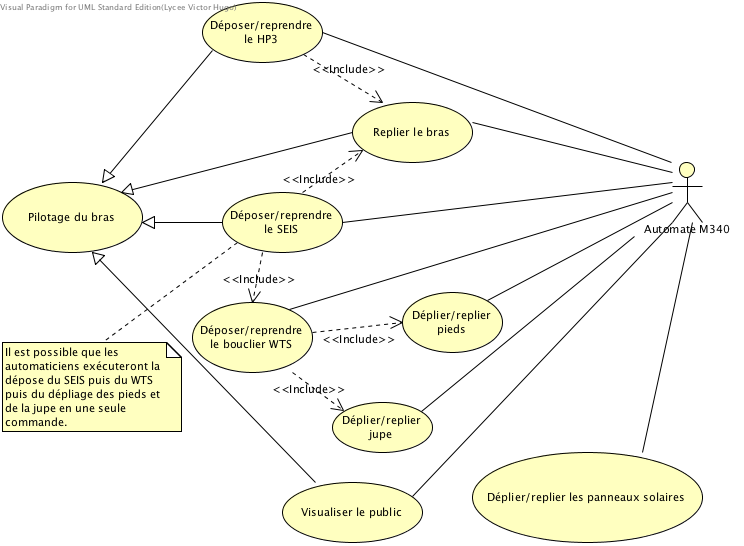 Visual Paradigm for UML Standard Edition(Lycee Victor Hugo)
Déposer/reprendre
le HP3
<<Include>>
Replier le bras
<<Include>>
Automate M340
Pilotage du bras
Déposer/reprendre
le SEIS
<<Include>>
Déposer/reprendre
le bouclier WTS
<<Include>>
Déplier/replier
pieds
Il est possible que les
automaticiens exécuteront la
dépose du SEIS puis du WTS
puis du dépliage des pieds et
de la jupe en une seule
commande.
<<Include>>
Déplier/replier
jupe
Visualiser le public
Déplier/replier les panneaux solaires